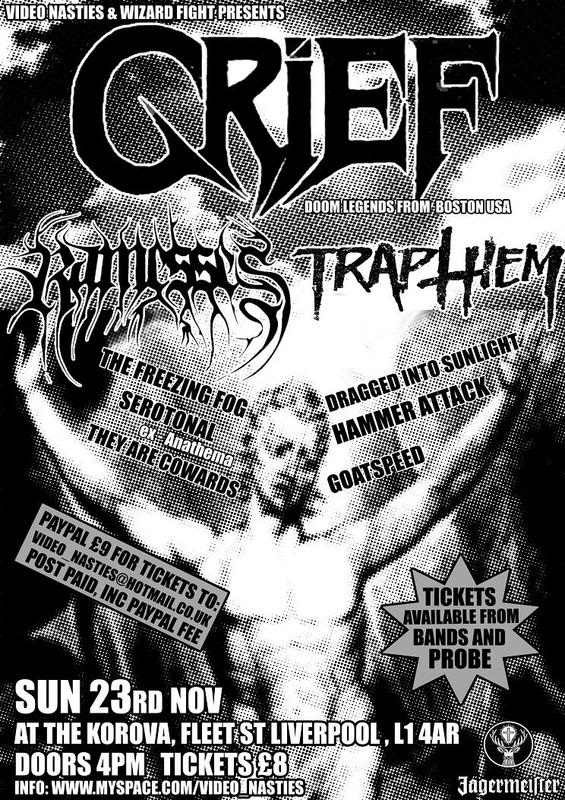 VIDEO NASTIES & WIZARD FIGHT PRESENTS
GRiEF
DOOM LEGENDS FROM BOSTON USA
Ramesses
TRAP THEM
THE FREEZING FOG
SEROTONAL
ex- Anathema
THEY ARE COWARDS
DRAGGED INTO SUNLIGHT
HAMMER ATTACK
GOATSPEED
PAYPAL £9 FOR TICKETS TO:
VIDEO_NASTIES@HOTMAIL.CO.UK
POST PAID, INC PAYPAL FEE
TICKETS
AVAILABLE FROM
BANDS AND
PROBE
SUN 23RD NOV
AT THE KOROVA, FLEET ST LIVERPOOL , L1 4AR
DOORS 4PM TICKETS £8
INFO: WWW.MYSPACE.COM/VIDEO_NASTIES
Jägermeister